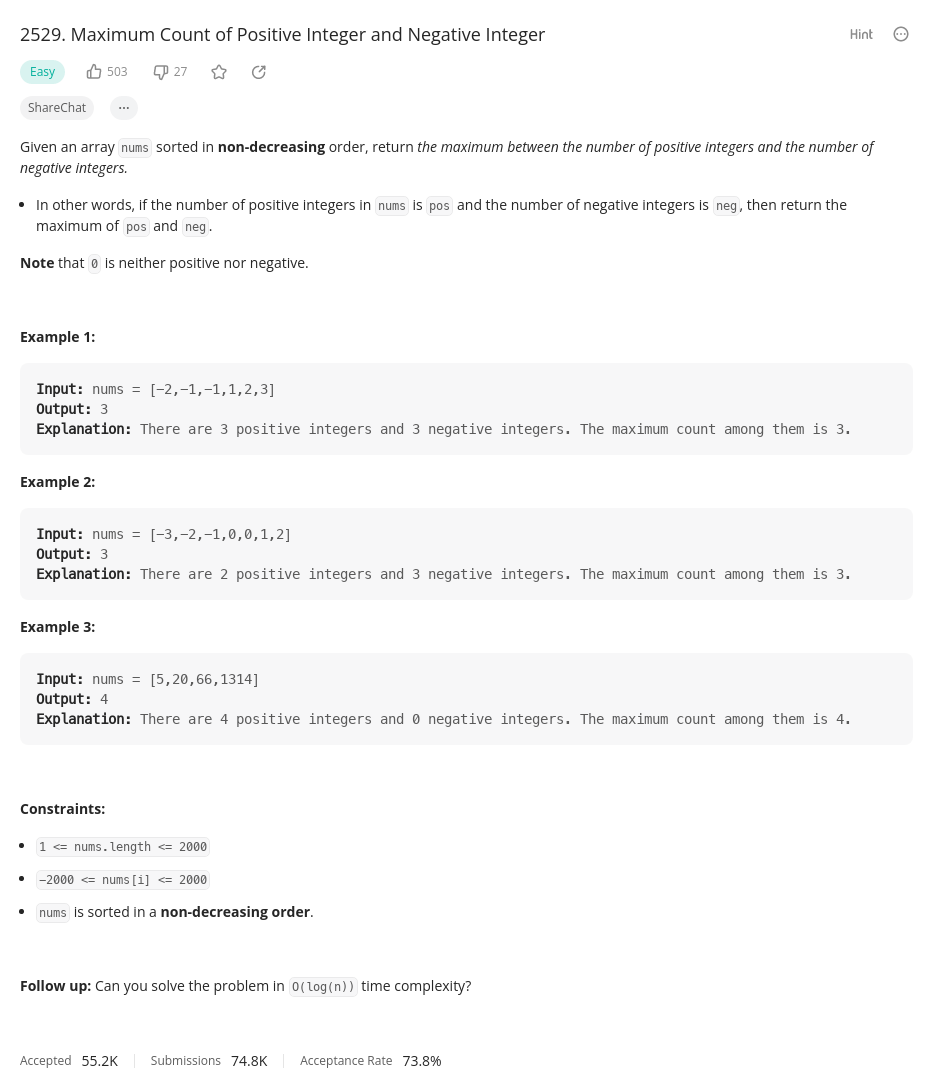 2529. Maximum Count of Positive Integer and Negative Integer
Hint
Easy
503
27
ShareChat
...
Given an array nums sorted in non-decreasing order, return the maximum between the number of positive integers and the number of
negative integers.
• In other words, if the number of positive integers in nums is pos and the number of negative integers is neg, then return the
maximum of pos and neg.
Note that 0 is neither positive nor negative.
Example 1:
Input: nums = [-2,-1,-1,1,2,3]
Output: 3
Explanation: There are 3 positive integers and 3 negative integers. The maximum count among them is 3.
Example 2:
Input: nums = [-3,-2,-1,0,0,1,2]
Output: 3
Explanation: There are 2 positive integers and 3 negative integers. The maximum count among them is 3.
Example 3:
Input: nums = [5,20,66,1314]
Output: 4
Explanation: There are 4 positive integers and 0 negative integers. The maximum count among them is 4.
Constraints:
• 1 <= nums.length <= 2000
• -2000 <= nums[i] <= 2000
• nums is sorted in a non-decreasing order.
Follow up: Can you solve the problem in O(log(n)) time complexity?
Accepted 55.2K Submissions 74.8K Acceptance Rate 73.8%